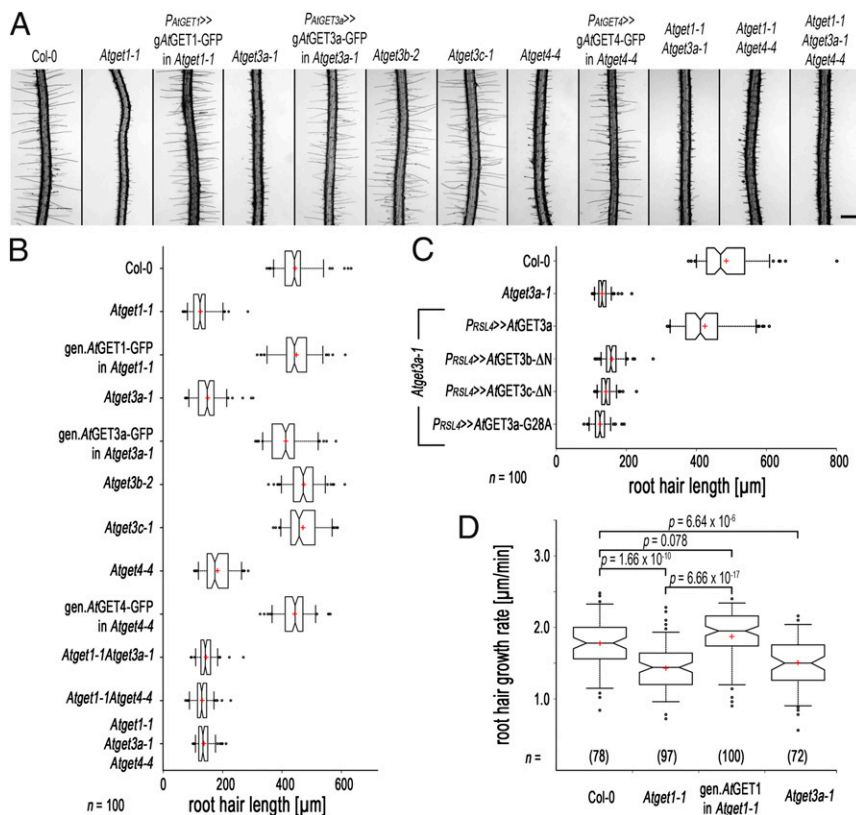 A
Col-0
Atget1-1
PAtGET1>>
gAtGET1-GFP
in Atget1-1
Atget3a-1
PAtGET3a>>
gAtGET3a-GFP
in Atget3a-1
Atget3b-2
Atget3c-1
Atget4-4
PAtGET4>>
gAtGET4-GFP
in Atget4-4
Atget1-1
Atget3a-1
Atget1-1
Atget4-4
Atget1-1
Atget3a-1
Atget4-4
B
Col-0
Atget1-1
gen.AtGET1-GFP
in Atget1-1
Atget3a-1
gen.AtGET3a-GFP
in Atget3a-1
Atget3b-2
Atget3c-1
Atget4-4
gen.AtGET4-GFP
in Atget4-4
Atget1-1Atget3a-1
Atget1-1Atget4-4
Atget1-1
Atget3a-1
Atget4-4
0 200 400 600
n = 100
root hair length [µm]
C
Col-0
Atget3a-1
Atget3a-1
PRSL4>>AtGET3a
PRSL4>>AtGET3b-ΔN
PRSL4>>AtGET3c-ΔN
PRSL4>>AtGET3a-G28A
0 200 400 600 800
n = 100
root hair length [µm]
D
p = 6.64 x 10-6
p = 0.078
p = 1.66 x 10-10
p = 6.66 x 10-17
root hair growth rate [µm/min]
3.0
2.0
1.0
n = (78) (97) (100) (72)
Col-0
Atget1-1
gen.AtGET1
in Atget1-1
Atget3a-1